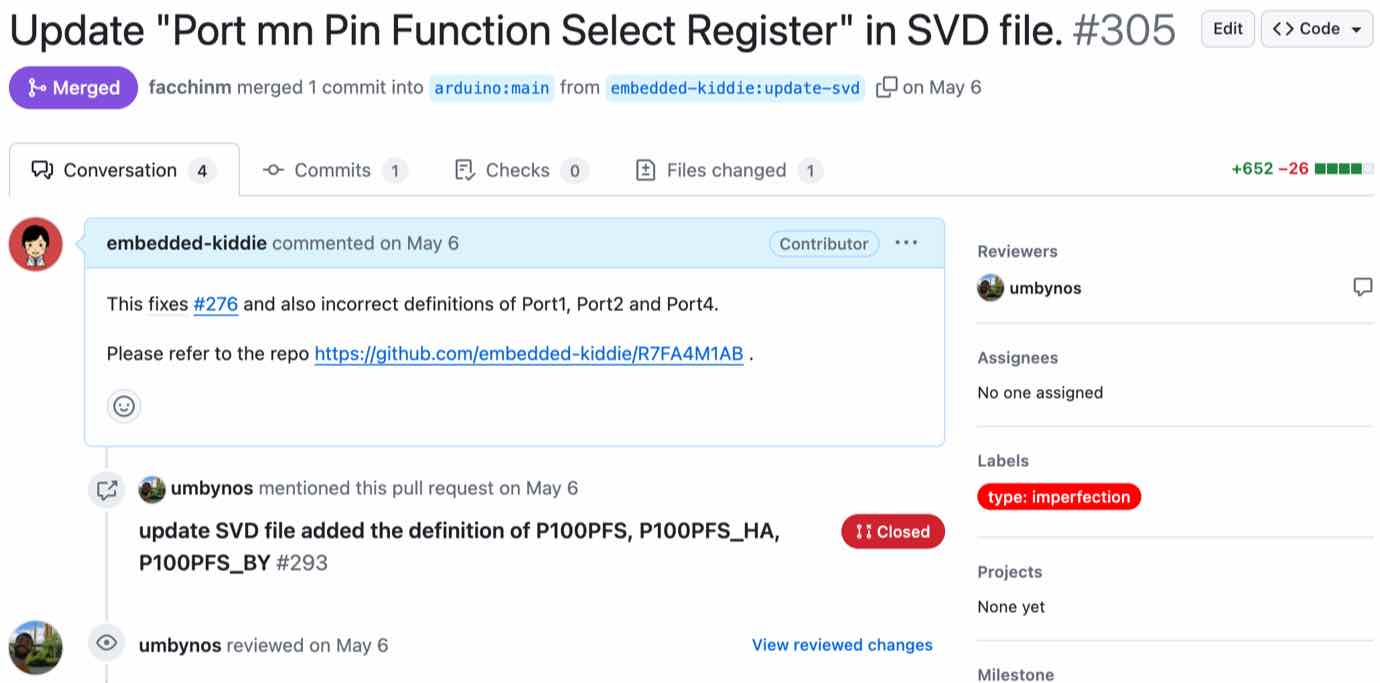 Update "Port mn Pin Function Select Register" in SVD file. #305
Edit
Code
Merged
facchinm merged 1 commit into arduino:main from embedded-kiddie:update-svd on May 6
Conversation 4
Commits 1
Checks 0
Files changed 1
+652 −26
embedded-kiddie commented on May 6
Contributor
This fixes #276 and also incorrect definitions of Port1, Port2 and Port4.
Please refer to the repo https://github.com/embedded-kiddie/R7FA4M1AB .
umbynos mentioned this pull request on May 6
update SVD file added the definition of P100PFS, P100PFS_HA,
P100PFS_BY #293
Closed
umbynos reviewed on May 6
View reviewed changes
Reviewers
umbynos
Assignees
No one assigned
Labels
type: imperfection
Projects
None yet
Milestone